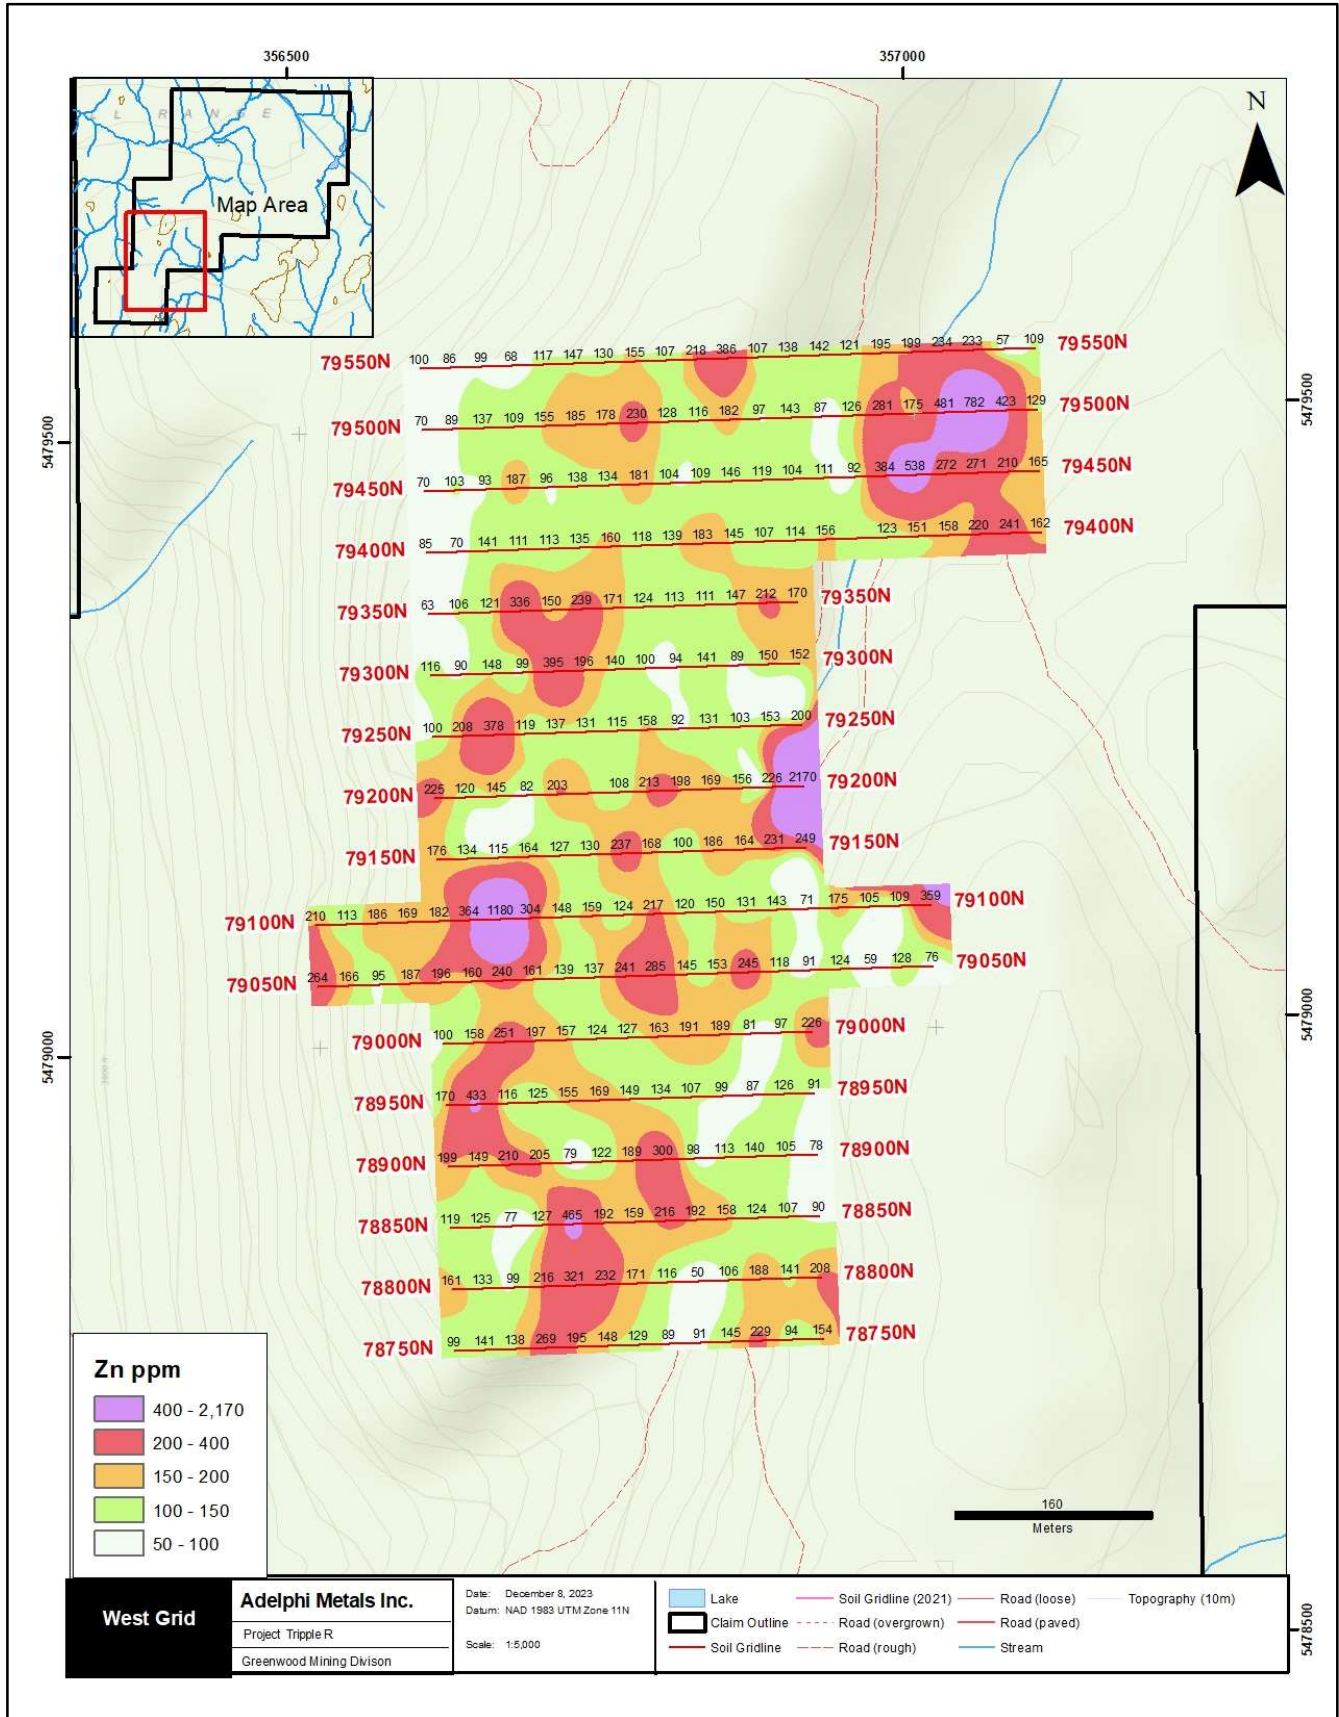 356500 357000
N
L L R A N G E
Map Area
79550N 100 86 99 68 117 147 130 155 107 218 386 107 138 142 121 195 199 234 233 57 109 79550N
79500N 70 89 137 109 155 185 178 230 128 116 182 97 143 87 126 281 175 481 782 423 129 79500N
5479500 5479500
79450N 70 103 93 187 96 138 134 181 104 109 146 119 104 111 92 384 538 272 271 210 165 79450N
79400N 85 70 141 111 113 135 160 118 139 183 145 107 114 156 123 151 158 220 241 162 79400N
79350N 63 106 121 336 150 239 171 124 113 111 147 212 170 79350N
79300N 116 90 148 99 395 196 140 100 94 141 89 150 152 79300N
79250N 100 208 378 119 137 131 115 158 92 131 103 153 200 79250N
79200N 225 120 145 82 203 108 213 198 169 156 226 2170 79200N
79150N 176 134 115 164 127 130 237 168 100 186 164 231 249 79150N
79100N 210 113 186 169 182 364 1180 304 148 159 124 217 120 150 131 143 71 175 105 109 359 79100N
79050N 264 166 95 187 196 160 240 161 139 137 241 285 145 153 245 118 91 124 59 128 76 79050N
79000N 100 158 251 197 157 124 127 163 191 189 81 97 226 79000N
5479000 5479000
78950N 170 433 116 125 155 169 149 134 107 99 87 126 91 78950N
78900N 199 149 210 205 79 122 189 300 98 113 140 105 78 78900N
78850N 119 125 77 127 465 192 159 216 192 158 124 107 90 78850N
78800N 161 133 99 216 321 232 171 116 50 106 188 141 208 78800N
78750N 99 141 138 269 195 148 129 89 91 145 229 94 154 78750N
Zn ppm
400 - 2,170
200 - 400
150 - 200
100 - 150
50 - 100
160
Meters
West Grid
Adelphi Metals Inc.
Project Tripple R
Greenwood Mining Divison
Date: December 8, 2023
Datum: NAD 1983 UTM Zone 11N
Scale: 1:5,000
Lake Soil Gridline (2021) Road (loose) Topography (10m)
Claim Outline Road (overgrown) Road (paved)
Soil Gridline Road (rough) Stream
5478500